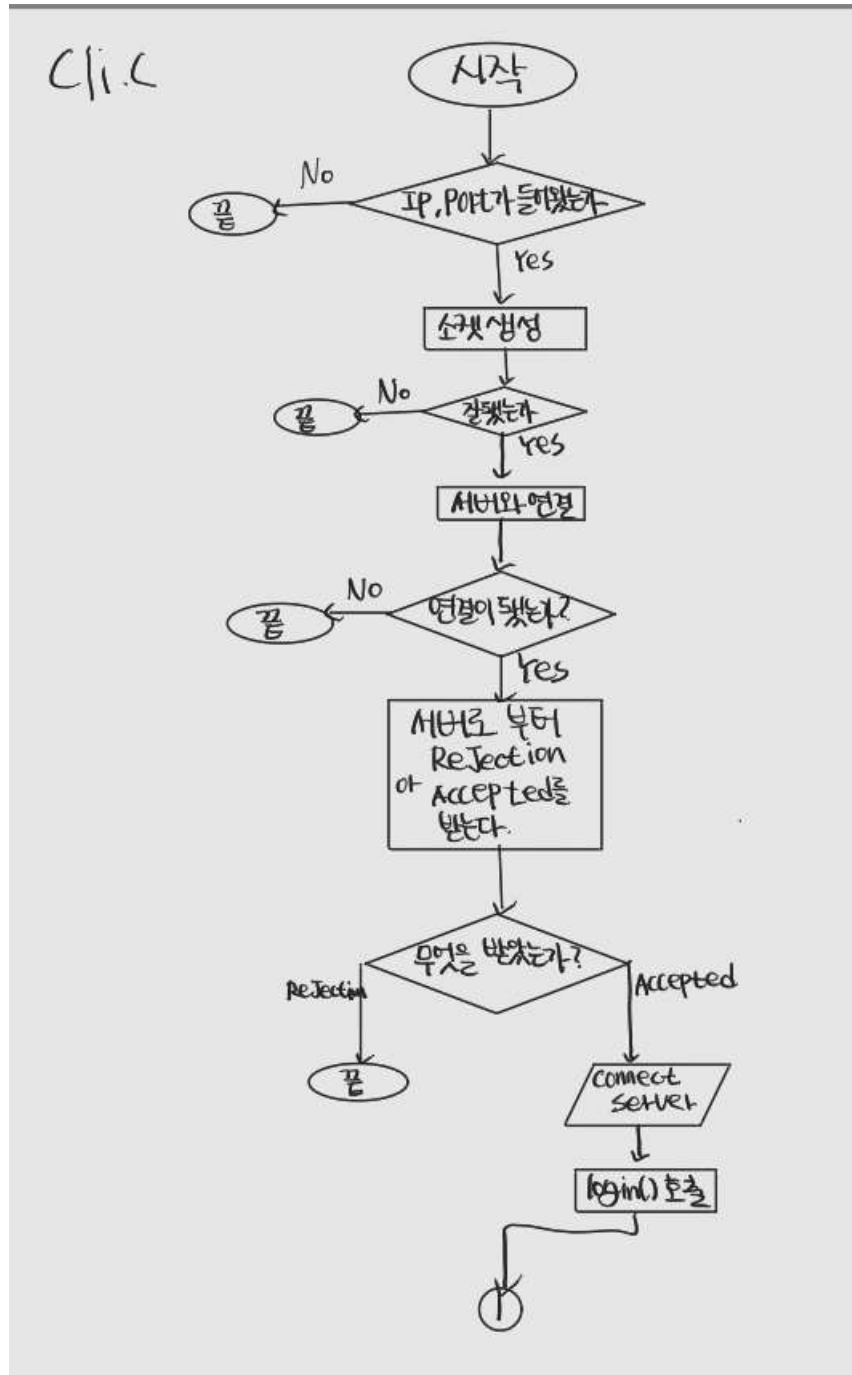 Cli.C
시작
No
IP, Port가 들어왔는가
끝
Yes
소켓 생성
No
잘됐는가
끝
Yes
서버와 연결
No
연결이 됐는가?
끝
Yes
서버로 부터
ReJection
or Accepted를
받는다.
무엇을 받았는가?
ReJection
Accepted
끝
connect
server
login() 호출
1